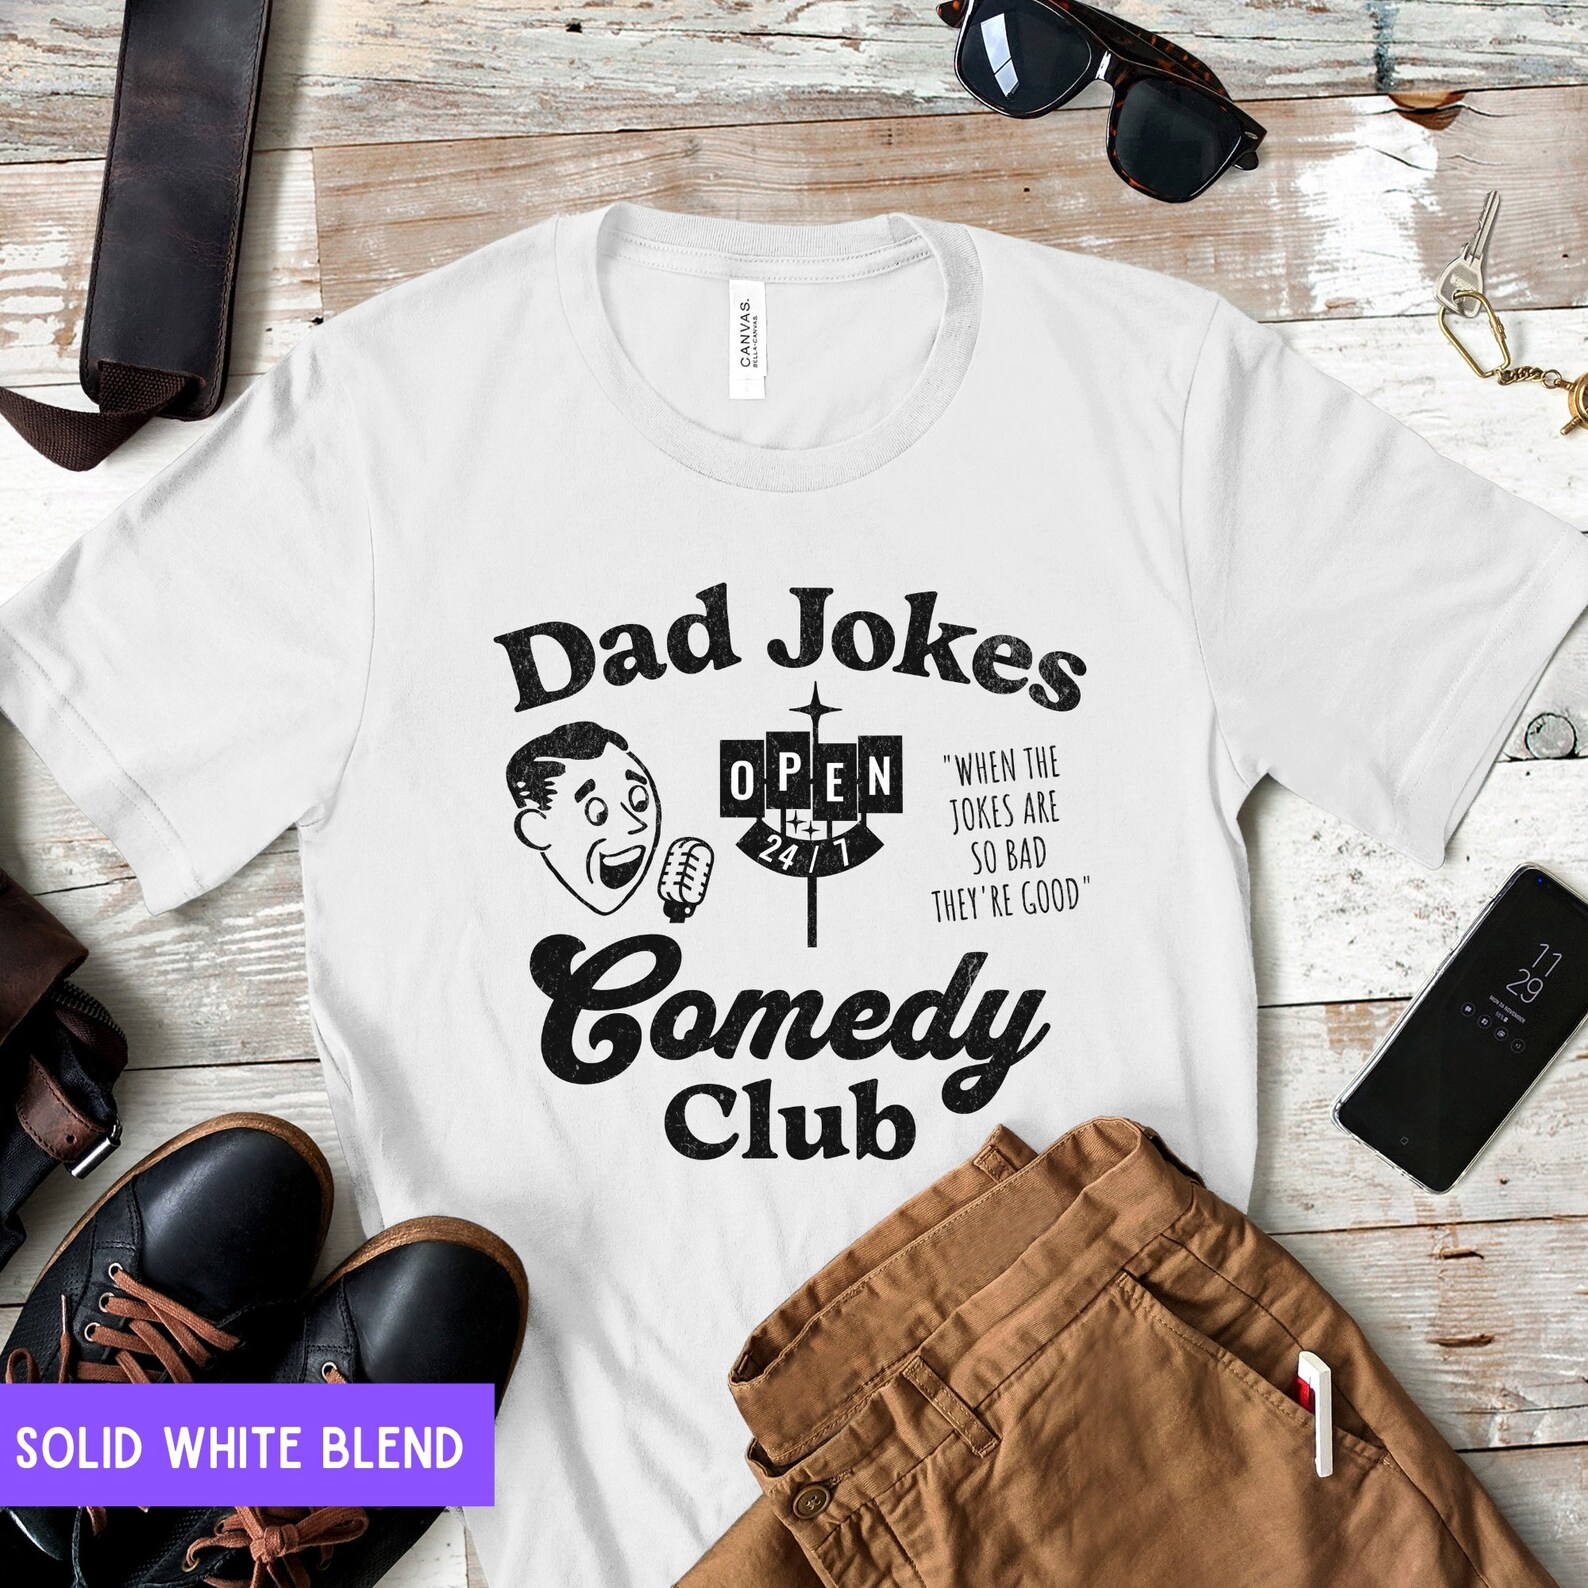 CANVAS.
BELLA+CANVAS.
Dad Jokes
OPEN
24/7
"WHEN THE
JOKES ARE
SO BAD
THEY'RE GOOD"
Comedy
Club
11
29
SOLID WHITE BLEND